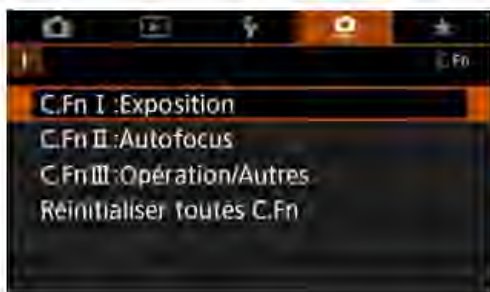 C.Fn
C.Fn I :Exposition
C.Fn II :Autofocus
C.Fn III :Opération/Autres
Réinitialiser toutes C.Fn